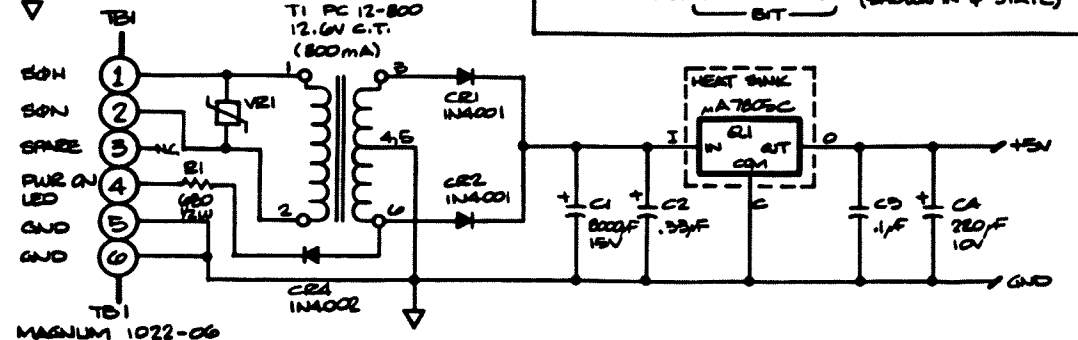 BIT
TB1
T1 PC 12-800
12.6V C.T.
(800mA)
50N
1
1
3
HEAT SINK
VR1
CR1
1N4001
µA7805C
50N
2
Q1
SPARE
3
N.C.
4,5
I
IN
OUT
O
+5V
COM
PWR ON
LED
4
R1
680
1/2W
CR2
1N4001
C
2
6
+
C1
8000µF
15V
+
C2
.33µF
C3
.1µF
+
C4
220µF
10V
GND
5
GND
6
CR4
1N4002
GND
TB1
MAGNUM 1022-06